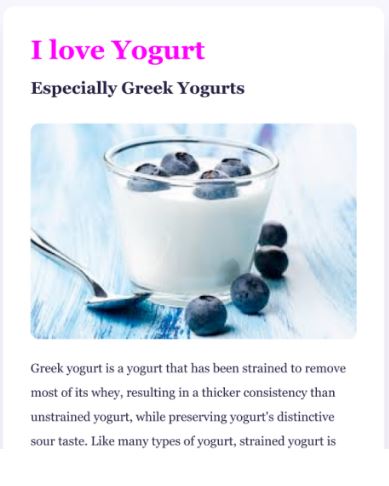 I love Yogurt
Especially Greek Yogurts
Greek yogurt is a yogurt that has been strained to remove
most of its whey, resulting in a thicker consistency than
unstrained yogurt, while preserving yogurt's distinctive
sour taste. Like many types of yogurt, strained yogurt is